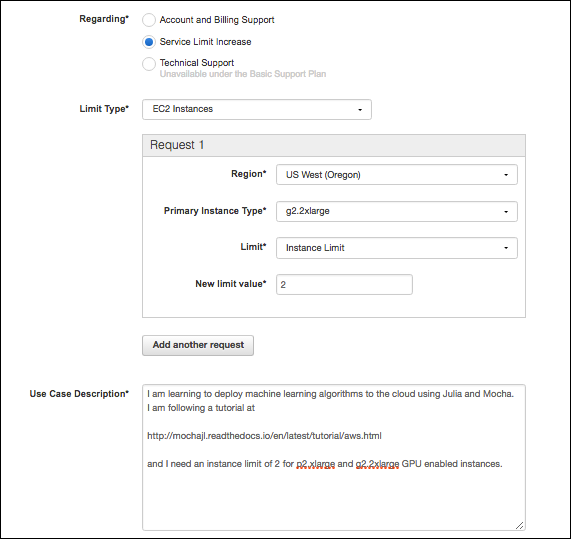 Regarding*
Account and Billing Support
Service Limit Increase
Technical Support
Unavailable under the Basic Support Plan
Limit Type*
EC2 Instances
Request 1
Region*
US West (Oregon)
Primary Instance Type*
g2.2xlarge
Limit*
Instance Limit
New limit value*
2
Add another request
Use Case Description*
I am learning to deploy machine learning algorithms to the cloud using Julia and Mocha.
I am following a tutorial at
http://mochajl.readthedocs.io/en/latest/tutorial/aws.html
and I need an instance limit of 2 for p2.xlarge and g2.2xlarge GPU enabled instances.